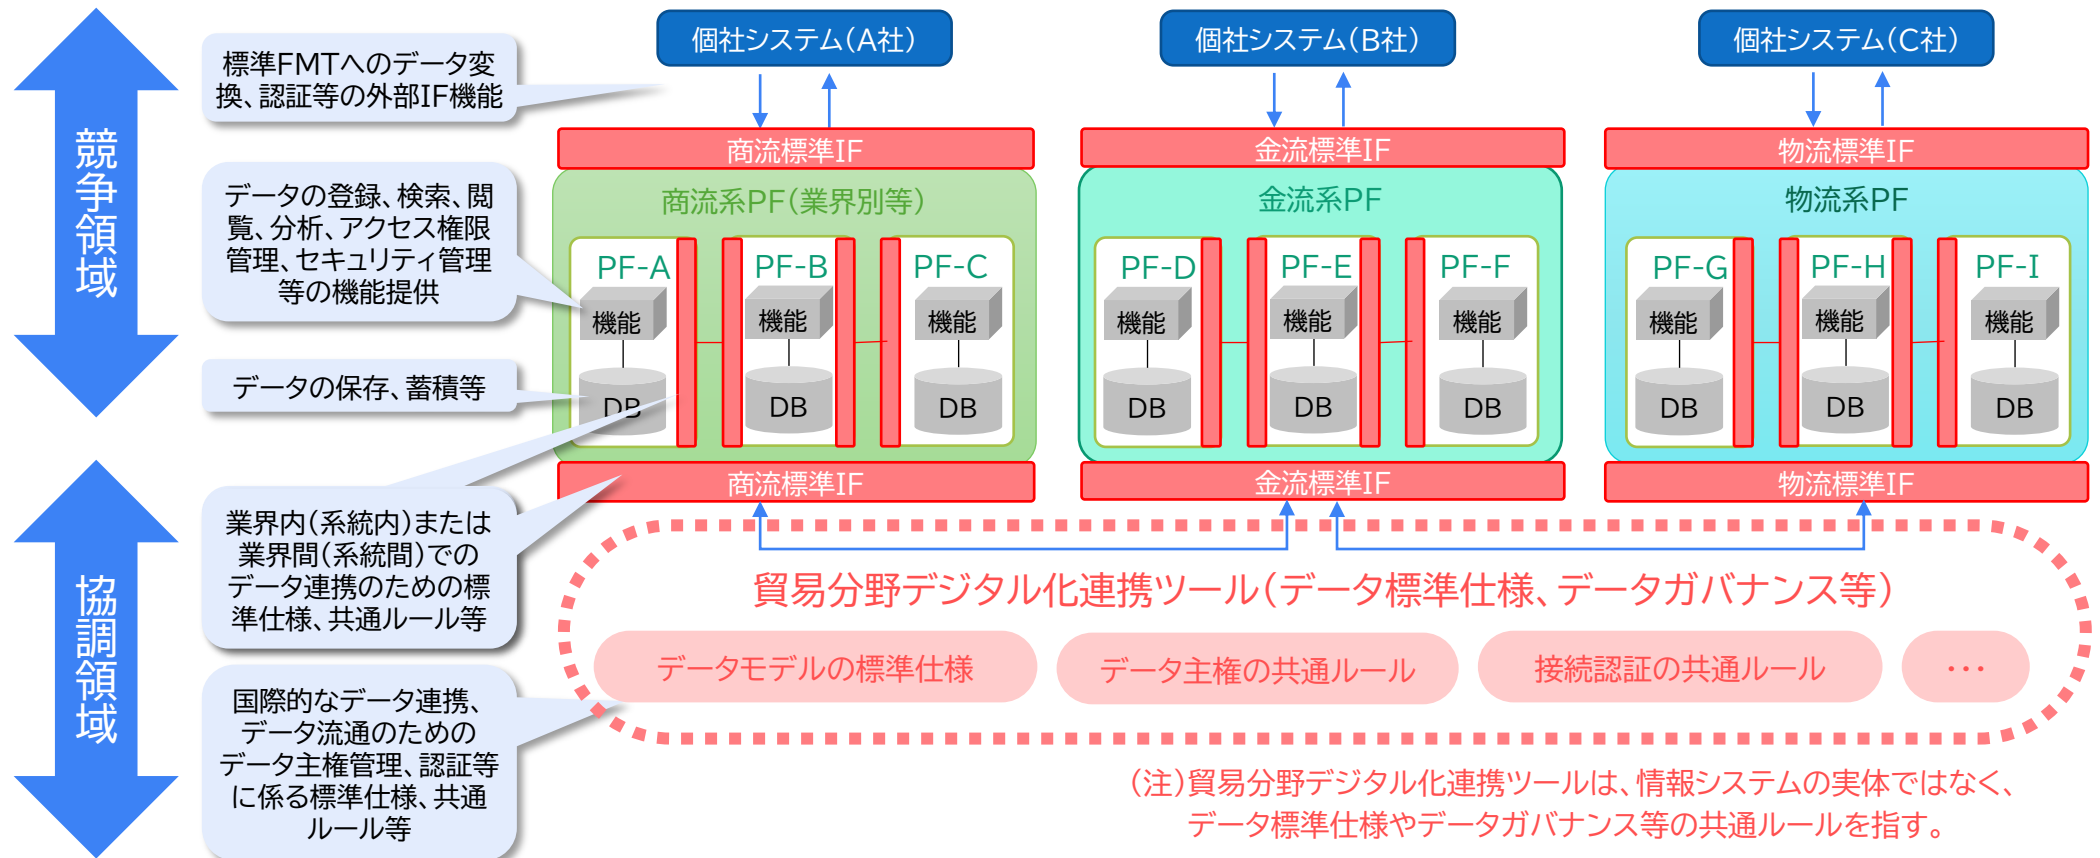 個社システム(A社)
個社システム(B社)
個社システム(C社)
標準FMTへのデータ変
換、認証等の外部IF機能
競争領域
商流標準IF
金流標準IF
物流標準IF
データの登録、検索、閲
覧、分析、アクセス権限
管理、セキュリティ管理
等の機能提供
商流系PF(業界別等)
金流系PF
物流系PF
PF-A
PF-B
PF-C
PF-D
PF-E
PF-F
PF-G
PF-H
PF-I
機能
機能
機能
機能
機能
機能
機能
機能
機能
データの保存、蓄積等
DB
DB
DB
DB
DB
DB
DB
DB
DB
商流標準IF
金流標準IF
物流標準IF
協調領域
業界内(系統内)または
業界間(系統間)での
データ連携のための標
準仕様、共通ルール等
貿易分野デジタル化連携ツール(データ標準仕様、データガバナンス等)
データモデルの標準仕様
データ主権の共通ルール
接続認証の共通ルール
・・・
国際的なデータ連携、
データ流通のための
データ主権管理、認証等
に係る標準仕様、共通
ルール等
(注)貿易分野デジタル化連携ツールは、情報システムの実体ではなく、
データ標準仕様やデータガバナンス等の共通ルールを指す。